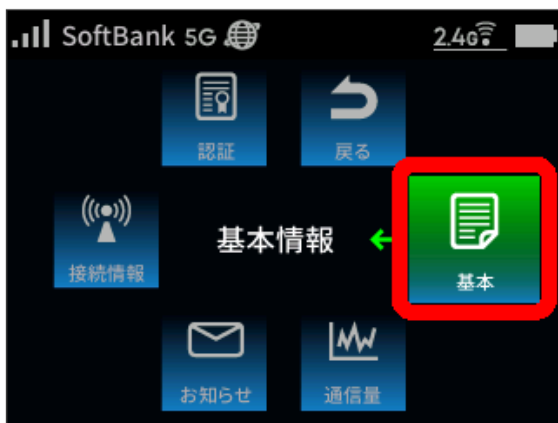 SoftBank 5G 2.4G
認証
戻る
接続情報
基本情報
基本
お知らせ
通信量